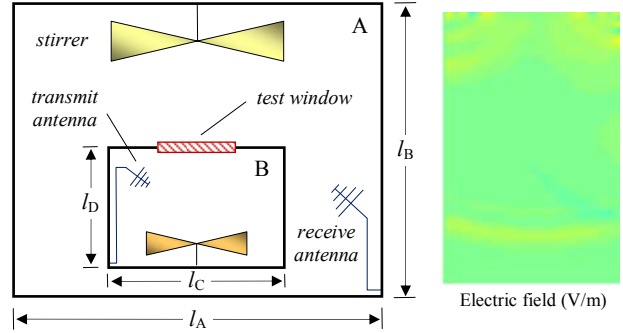 A
stirrer
transmit
antenna
test window
B
l_B
l_D
receive
antenna
l_C
l_A
Electric field (V/m)